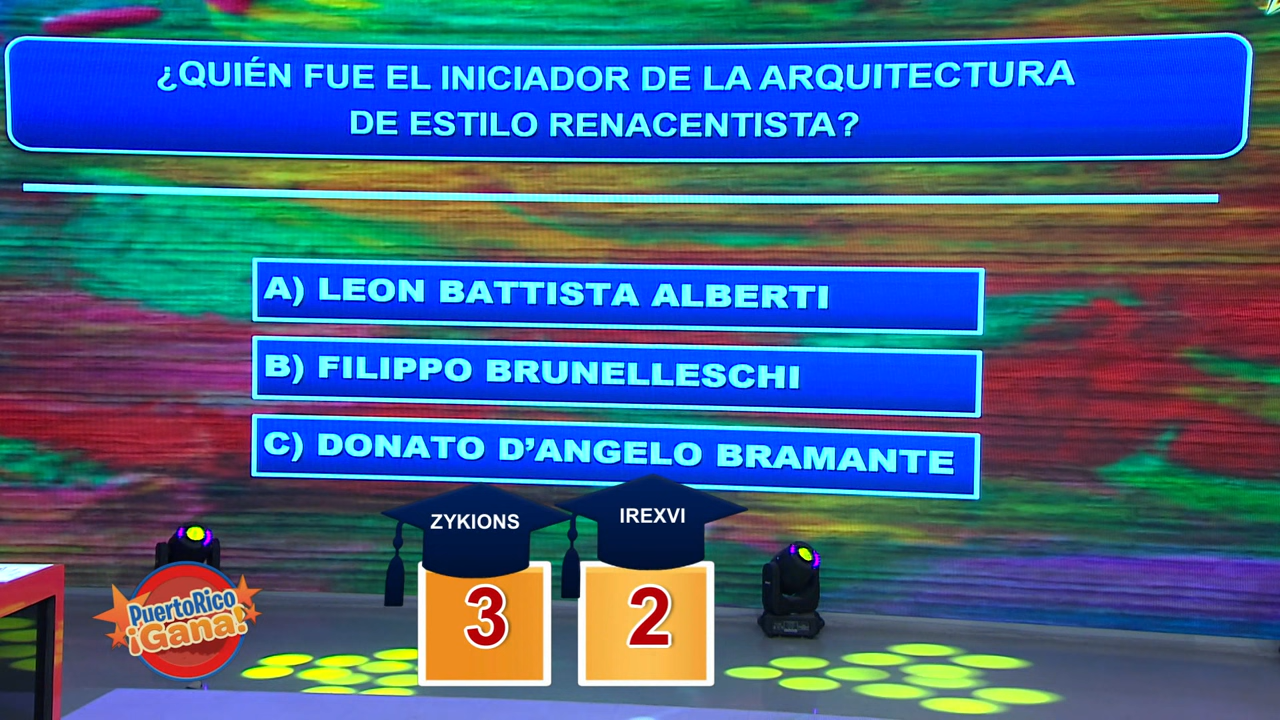 ¿QUIÉN FUE EL INICIADOR DE LA ARQUITECTURA
DE ESTILO RENACENTISTA?
A) LEON BATTISTA ALBERTI
B) FILIPPO BRUNELLESCHI
C) DONATO D'ANGELO BRAMANTE
ZYKIONS
IREXVI
3
2
PuertoRico
¡Gana!